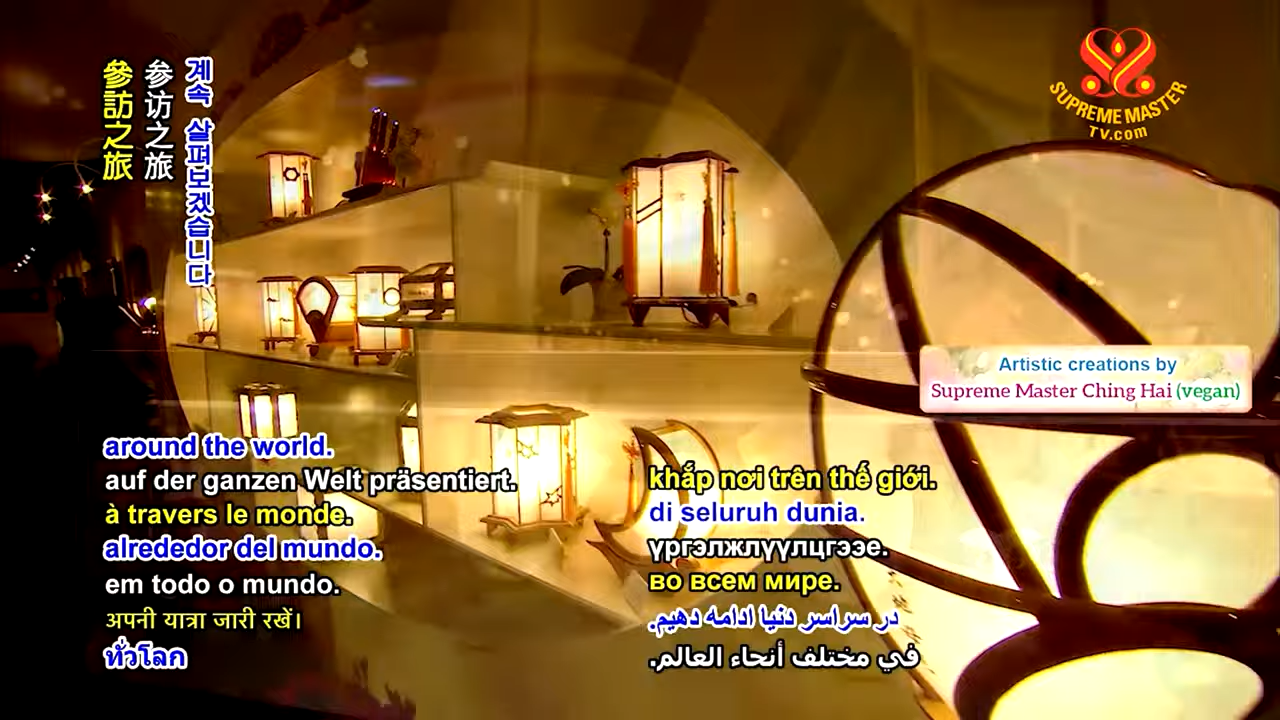 參訪之旅
参访之旅
계속 살펴보겠습니다
SUPREME MASTER
TV.com
Artistic creations by
Supreme Master Ching Hai (vegan)
around the world.
auf der ganzen Welt präsentiert.
à travers le monde.
alrededor del mundo.
em todo o mundo.
अपनी यात्रा जारी रखें।
ทั่วโลก
khắp nơi trên thế giới.
di seluruh dunia.
үргэлжлүүлцгээе.
во всем мире.
در سراسر دنیا ادامه دهیم.
في مختلف أنحاء العالم.